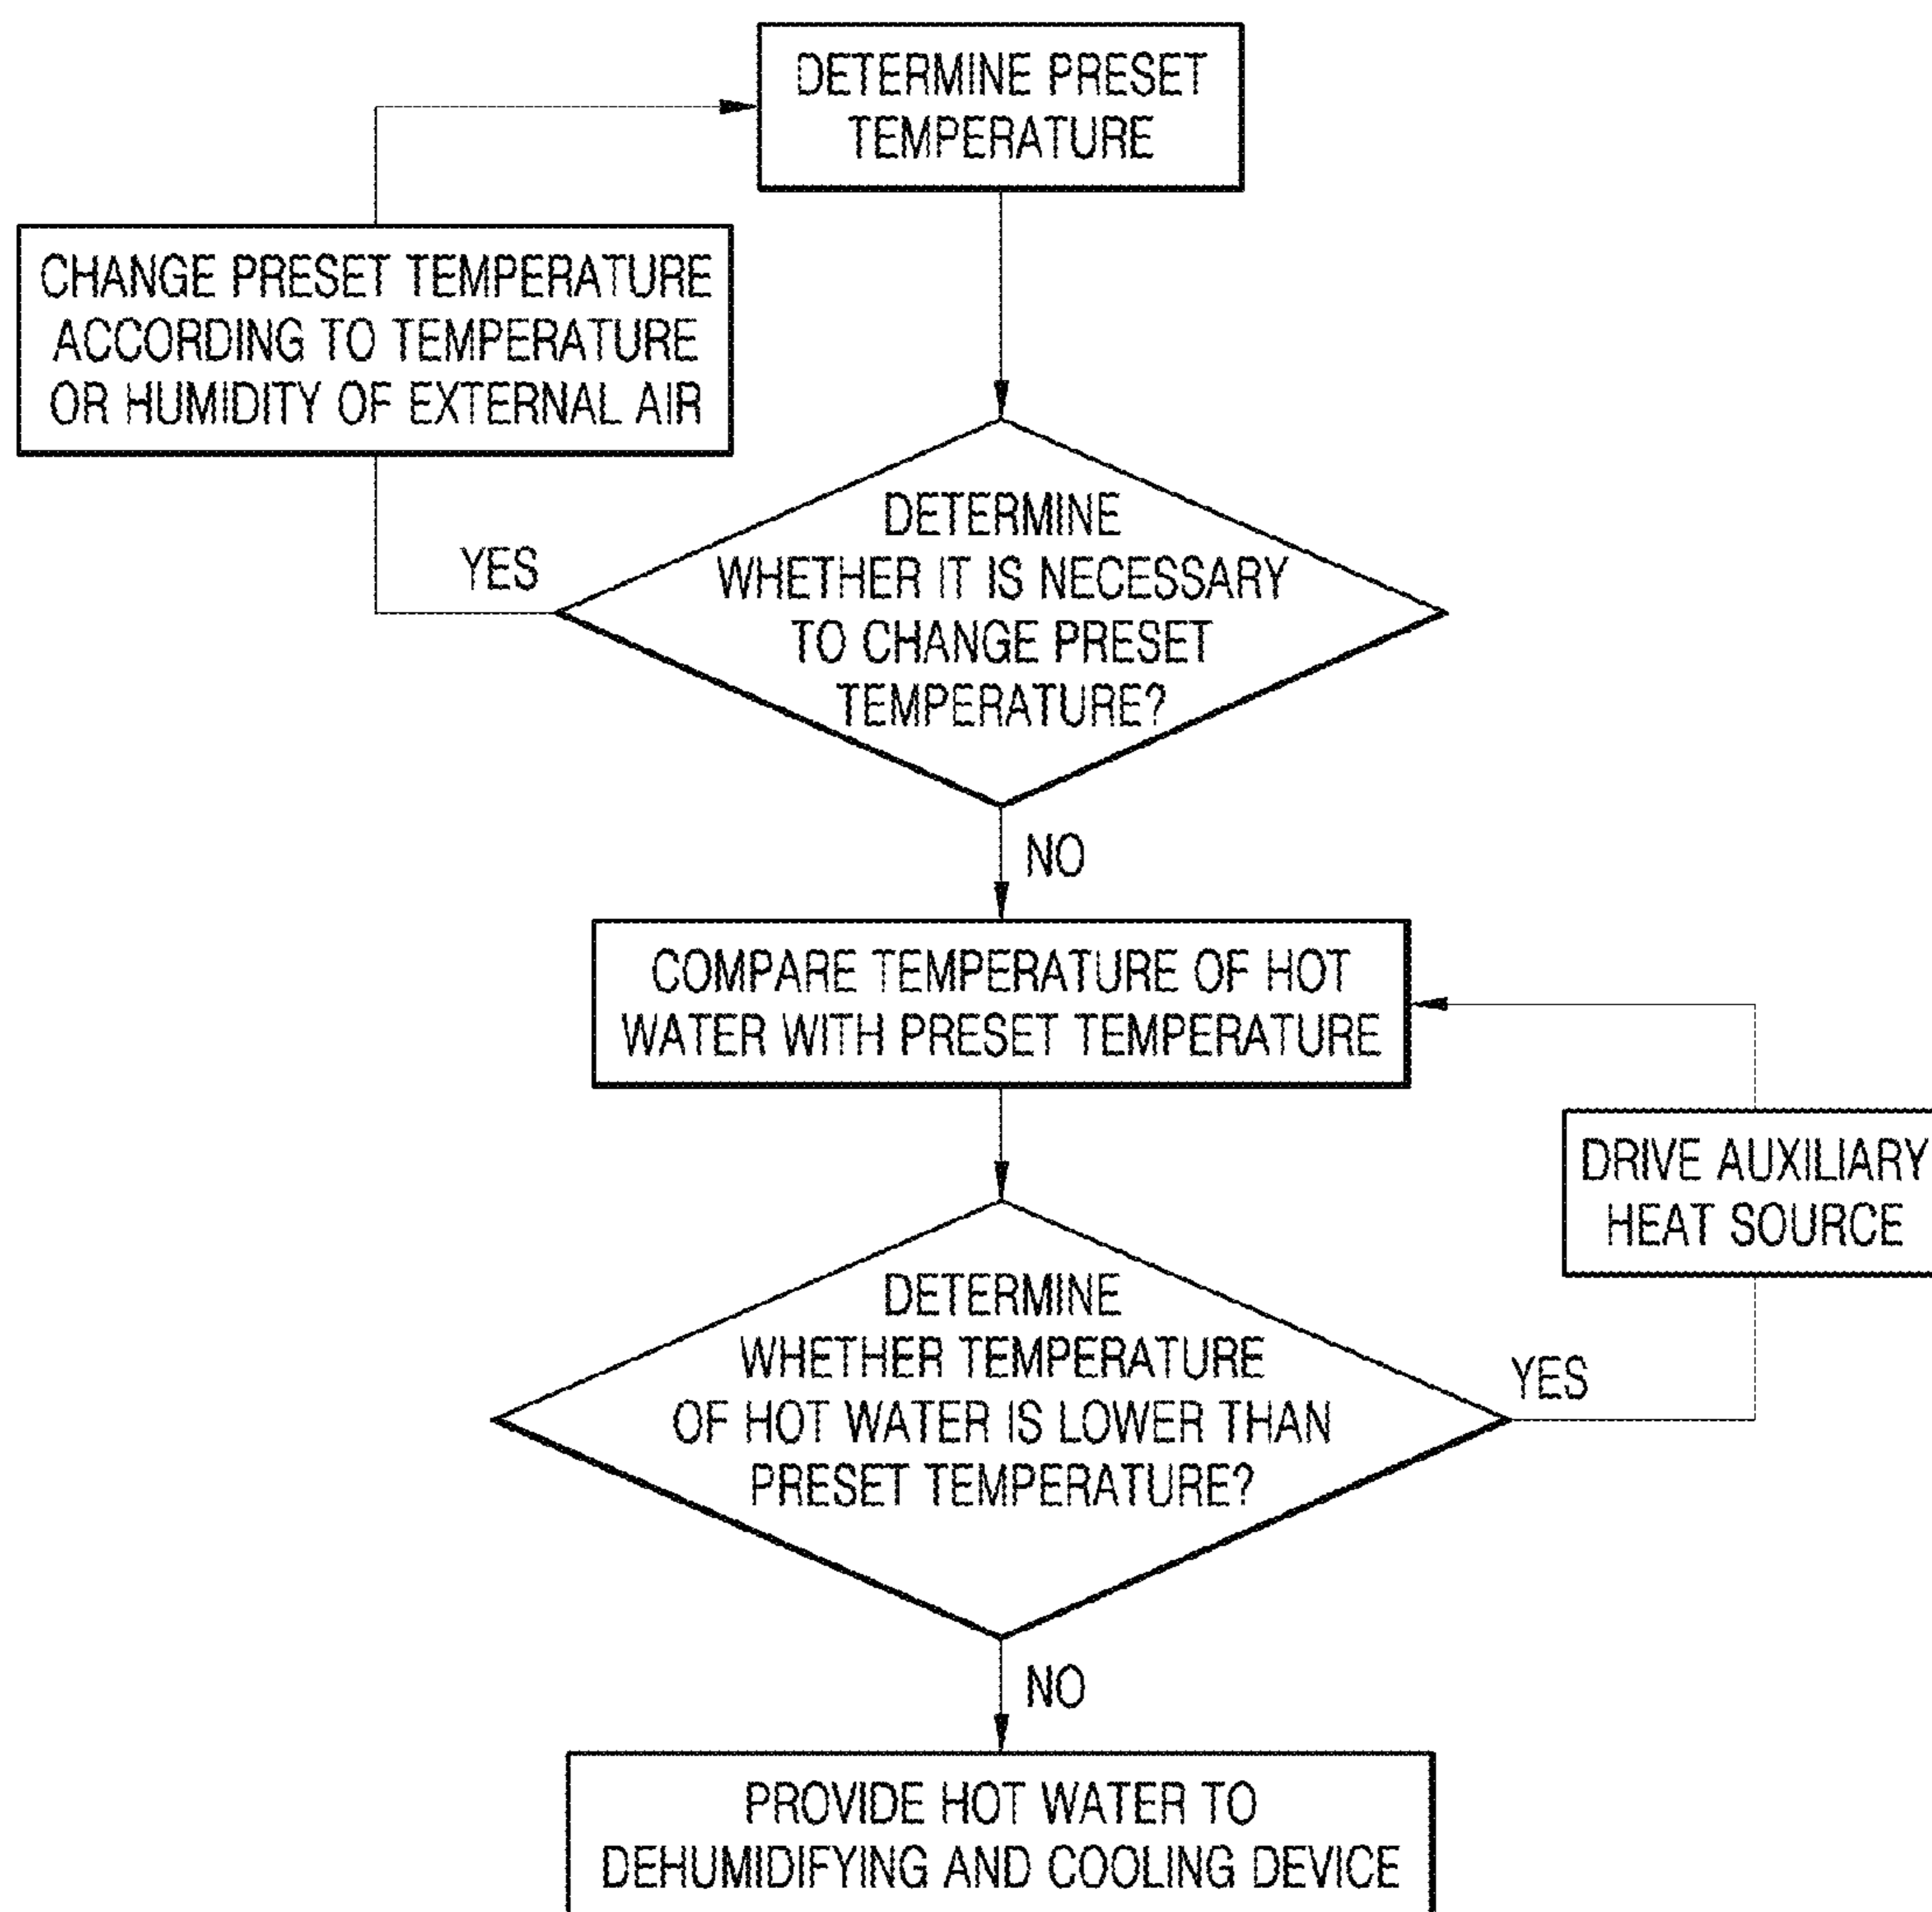 DETERMINE PRESET
TEMPERATURE
CHANGE PRESET TEMPERATURE
ACCORDING TO TEMPERATURE
OR HUMIDITY OF EXTERNAL AIR
DETERMINE
WHETHER IT IS NECESSARY
TO CHANGE PRESET
TEMPERATURE?
YES
NO
COMPARE TEMPERATURE OF HOT
WATER WITH PRESET TEMPERATURE
DRIVE AUXILIARY
HEAT SOURCE
DETERMINE
WHETHER TEMPERATURE
OF HOT WATER IS LOWER THAN
PRESET TEMPERATURE?
YES
NO
PROVIDE HOT WATER TO
DEHUMIDIFYING AND COOLING DEVICE